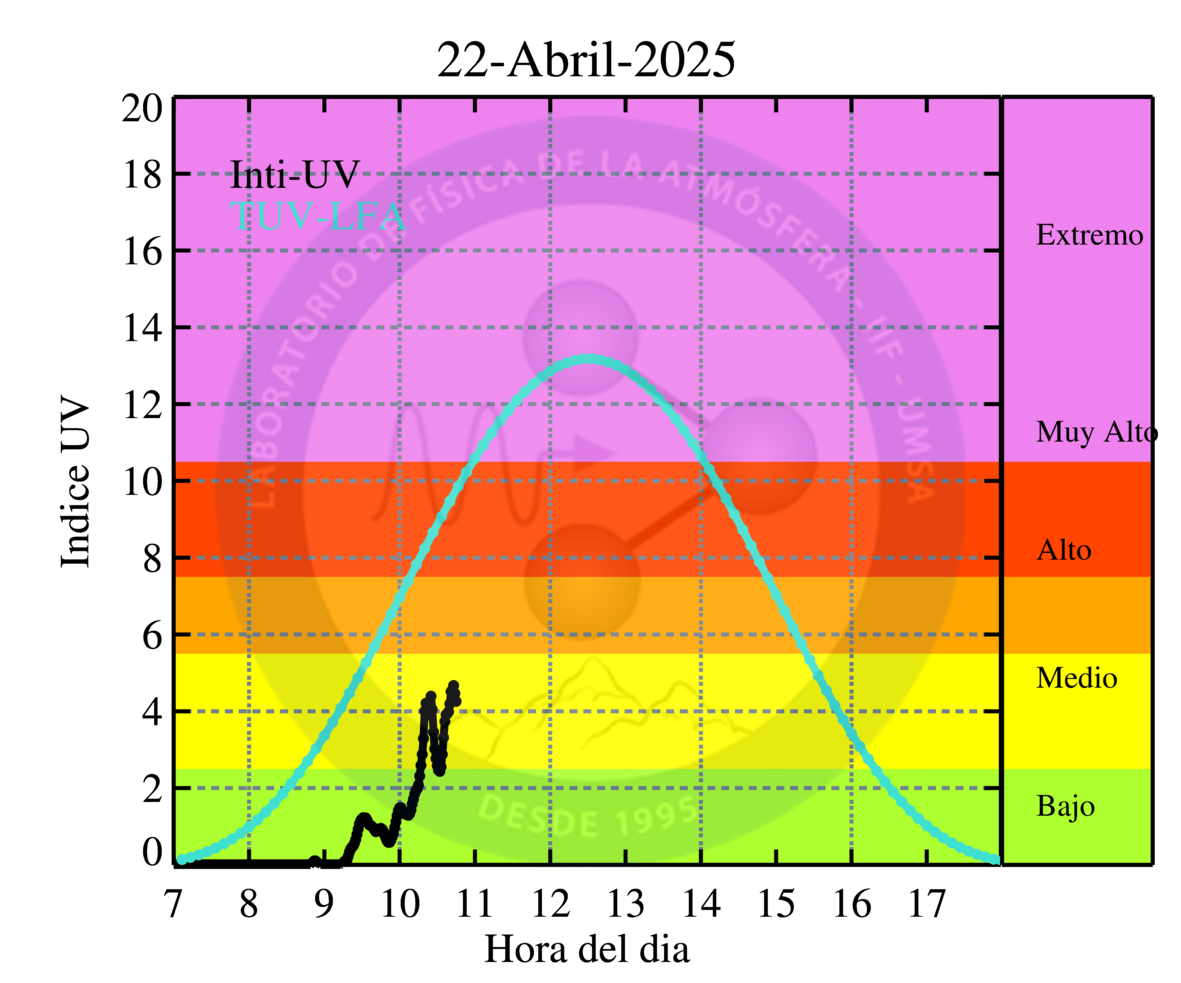 22-Abril-2025
20
18
16
14
12
10
8
6
4
2
0
Indice UV
Inti-UV
TUV-LFA
LABORATORIO DE FÍSICA DE LA ATMÓSFERA - IIF - UMSA
DESDE 1995
Extremo
Muy Alto
Alto
Medio
Bajo
7 8 9 10 11 12 13 14 15 16 17
Hora del dia